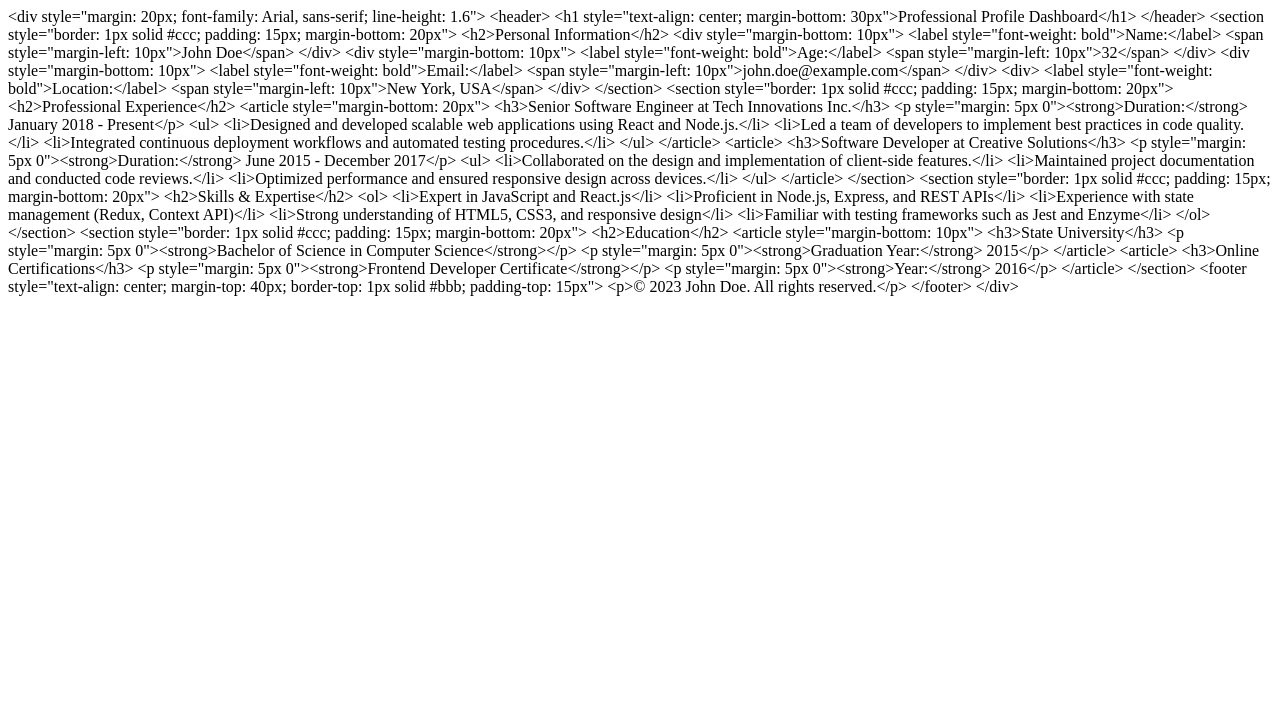 <div style="margin: 20px; font-family: Arial, sans-serif; line-height: 1.6"> <header> <h1 style="text-align: center; margin-bottom: 30px">Professional Profile Dashboard</h1> </header> <section
style="border: 1px solid #ccc; padding: 15px; margin-bottom: 20px"> <h2>Personal Information</h2> <div style="margin-bottom: 10px"> <label style="font-weight: bold">Name:</label> <span
style="margin-left: 10px">John Doe</span> </div> <div style="margin-bottom: 10px"> <label style="font-weight: bold">Age:</label> <span style="margin-left: 10px">32</span> </div> <div
style="margin-bottom: 10px"> <label style="font-weight: bold">Email:</label> <span style="margin-left: 10px">john.doe@example.com</span> </div> <div> <label style="font-weight:
bold">Location:</label> <span style="margin-left: 10px">New York, USA</span> </div> </section> <section style="border: 1px solid #ccc; padding: 15px; margin-bottom: 20px">
<h2>Professional Experience</h2> <article style="margin-bottom: 20px"> <h3>Senior Software Engineer at Tech Innovations Inc.</h3> <p style="margin: 5px 0"><strong>Duration:</strong>
January 2018 - Present</p> <ul> <li>Designed and developed scalable web applications using React and Node.js.</li> <li>Led a team of developers to implement best practices in code quality.
</li> <li>Integrated continuous deployment workflows and automated testing procedures.</li> </ul> </article> <article> <h3>Software Developer at Creative Solutions</h3> <p style="margin:
5px 0"><strong>Duration:</strong> June 2015 - December 2017</p> <ul> <li>Collaborated on the design and implementation of client-side features.</li> <li>Maintained project documentation
and conducted code reviews.</li> <li>Optimized performance and ensured responsive design across devices.</li> </ul> </article> </section> <section style="border: 1px solid #ccc; padding: 15px;
margin-bottom: 20px"> <h2>Skills & Expertise</h2> <ol> <li>Expert in JavaScript and React.js</li> <li>Proficient in Node.js, Express, and REST APIs</li> <li>Experience with state
management (Redux, Context API)</li> <li>Strong understanding of HTML5, CSS3, and responsive design</li> <li>Familiar with testing frameworks such as Jest and Enzyme</li> </ol>
</section> <section style="border: 1px solid #ccc; padding: 15px; margin-bottom: 20px"> <h2>Education</h2> <article style="margin-bottom: 10px"> <h3>State University</h3> <p
style="margin: 5px 0"><strong>Bachelor of Science in Computer Science</strong></p> <p style="margin: 5px 0"><strong>Graduation Year:</strong> 2015</p> </article> <article> <h3>Online
Certifications</h3> <p style="margin: 5px 0"><strong>Frontend Developer Certificate</strong></p> <p style="margin: 5px 0"><strong>Year:</strong> 2016</p> </article> </section> <footer
style="text-align: center; margin-top: 40px; border-top: 1px solid #bbb; padding-top: 15px"> <p>© 2023 John Doe. All rights reserved.</p> </footer> </div>